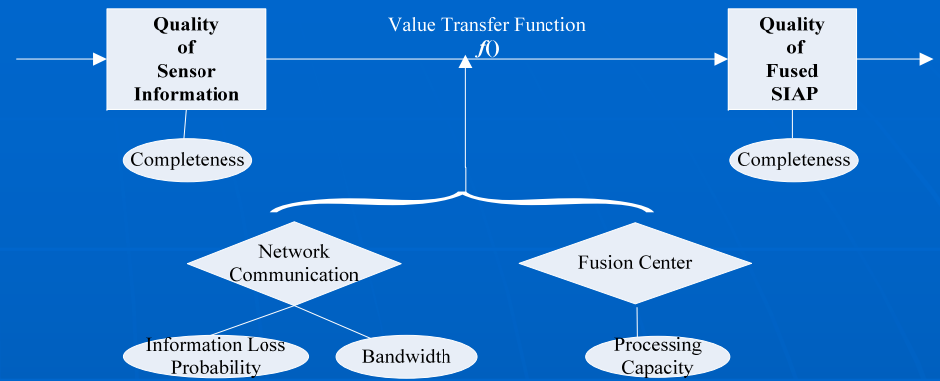 Quality
of
Sensor
Information
Value Transfer Function
f()
Quality
of
Fused
SIAP
Completeness
Completeness
Network
Communication
Fusion Center
Information Loss
Probability
Bandwidth
Processing
Capacity